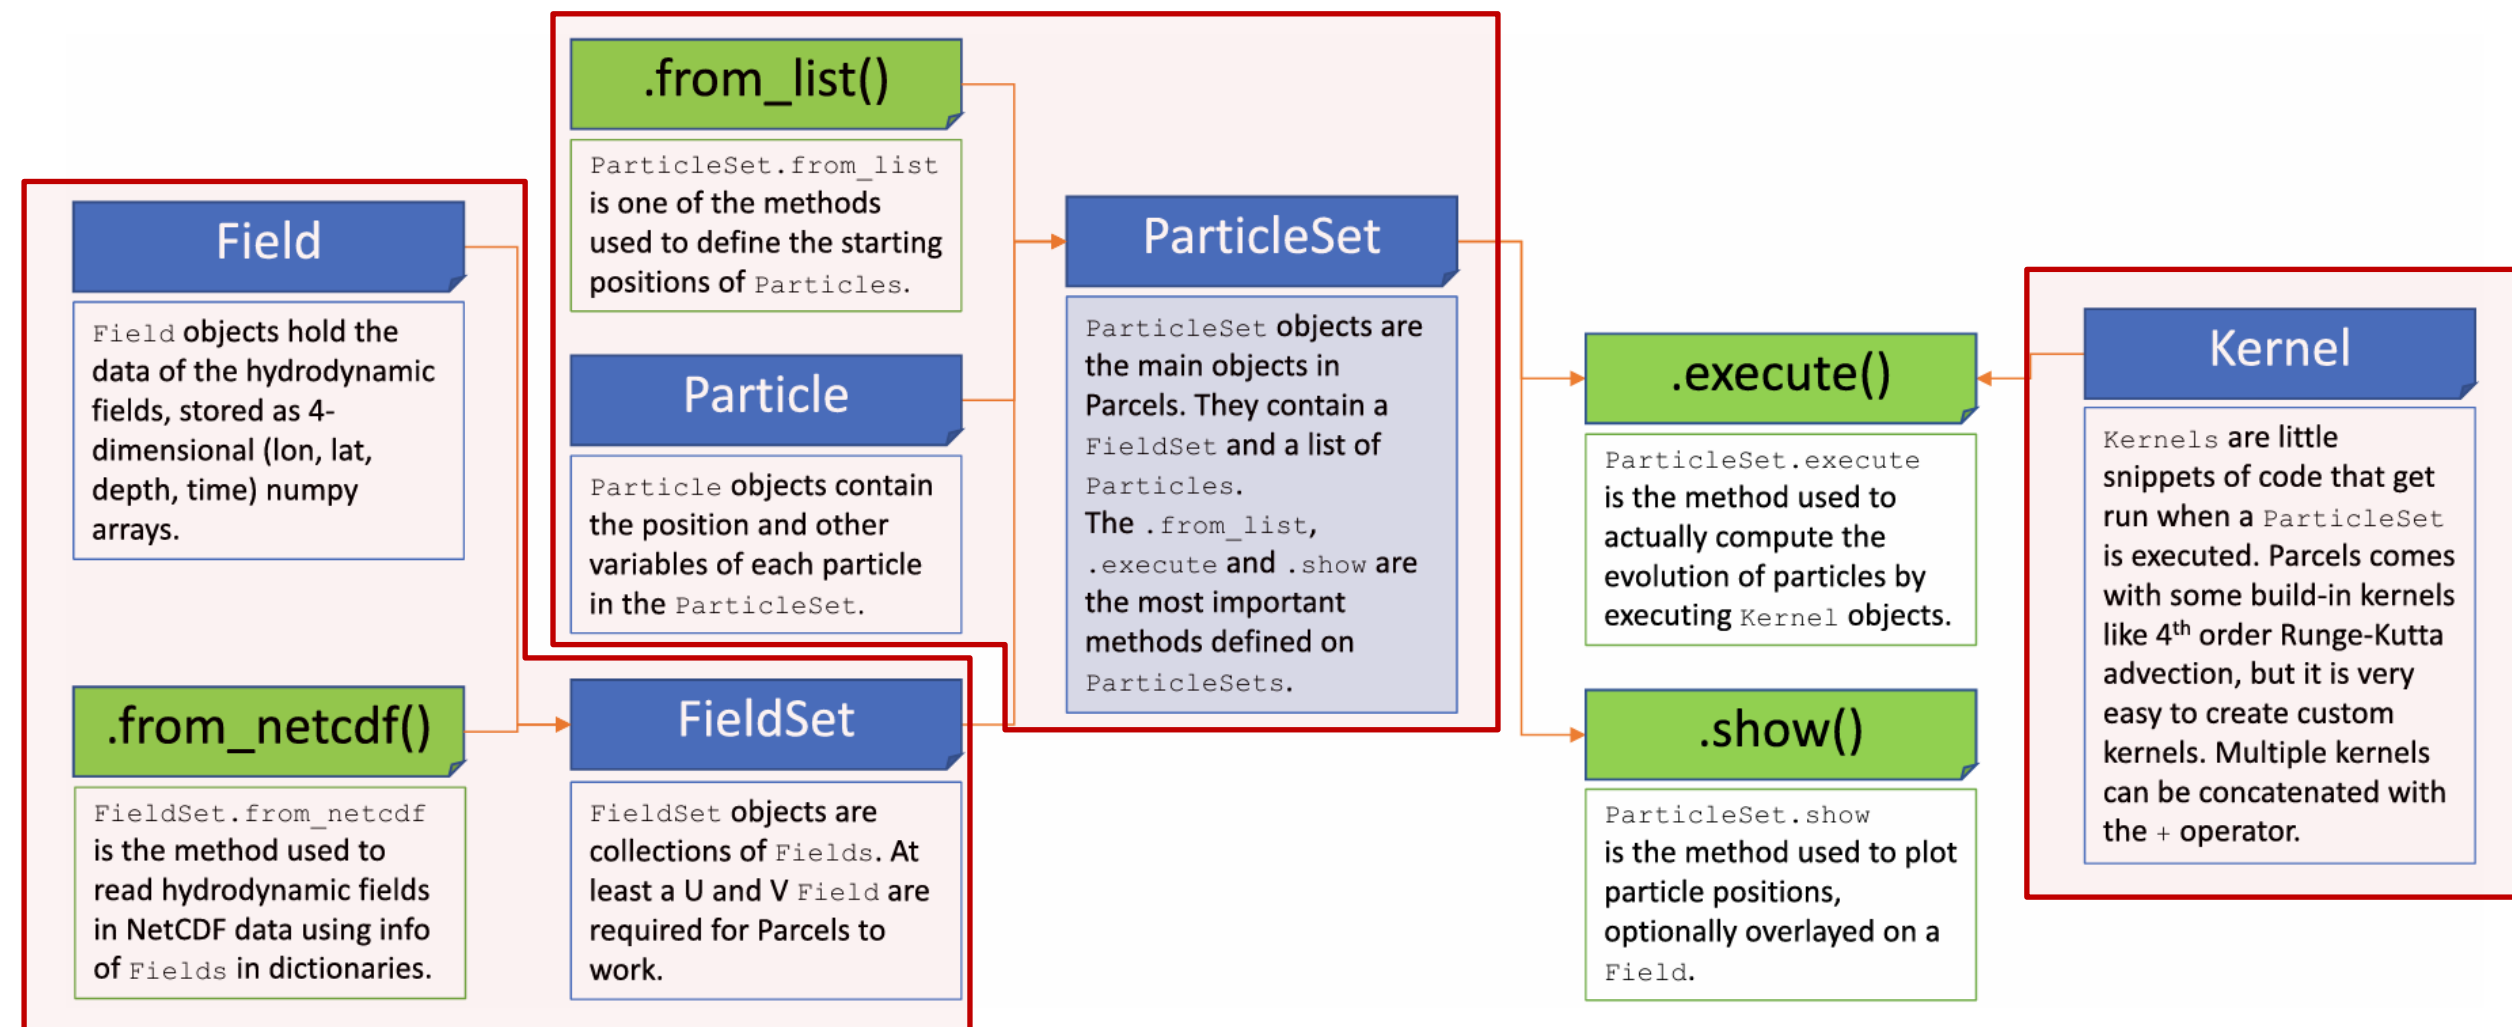 .from_list()
ParticleSet.from_list
is one of the methods
used to define the starting
positions of Particles.
Field
Field objects hold the
data of the hydrodynamic
fields, stored as 4-
dimensional (lon, lat,
depth, time) numpy
arrays.
Particle
Particle objects contain
the position and other
variables of each particle
in the ParticleSet.
ParticleSet
ParticleSet objects are
the main objects in
Parcels. They contain a
FieldSet and a list of
Particles.
The .from_list,
.execute and .show are
the most important
methods defined on
ParticleSets.
.from_netcdf()
FieldSet.from_netcdf
is the method used to
read hydrodynamic fields
in NetCDF data using info
of Fields in dictionaries.
FieldSet
FieldSet objects are
collections of Fields. At
least a U and V Field are
required for Parcels to
work.
.execute()
ParticleSet.execute
is the method used to
actually compute the
evolution of particles by
executing Kernel objects.
.show()
ParticleSet.show
is the method used to plot
particle positions,
optionally overlayed on a
Field.
Kernel
Kernels are little
snippets of code that get
run when a ParticleSet
is executed. Parcels comes
with some build-in kernels
like 4th order Runge-Kutta
advection, but it is very
easy to create custom
kernels. Multiple kernels
can be concatenated with
the + operator.